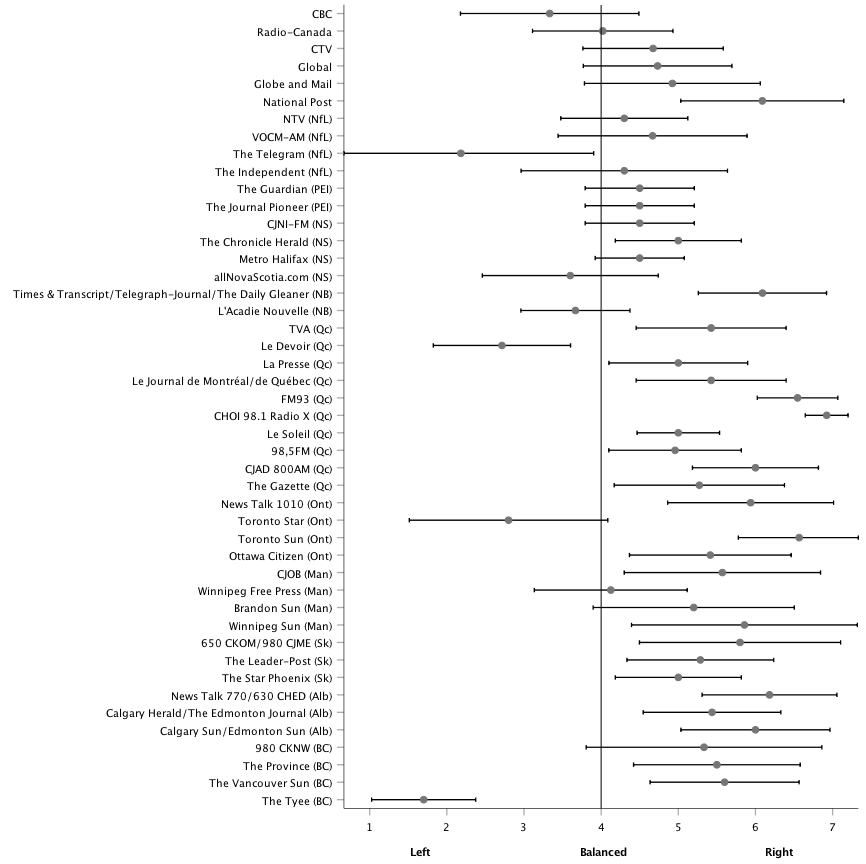 CBC
Radio-Canada
CTV
Global
Globe and Mail
National Post
NTV (NfL)
VOCM-AM (NfL)
The Telegram (NfL)
The Independent (NfL)
The Guardian (PEI)
The Journal Pioneer (PEI)
CJNI-FM (NS)
The Chronicle Herald (NS)
Metro Halifax (NS)
allNovaScotia.com (NS)
Times & Transcript/Telegraph-Journal/The Daily Gleaner (NB)
L'Acadie Nouvelle (NB)
TVA (Qc)
Le Devoir (Qc)
La Presse (Qc)
Le Journal de Montréal/de Québec (Qc)
FM93 (Qc)
CHOI 98.1 Radio X (Qc)
Le Soleil (Qc)
98,5FM (Qc)
CJAD 800AM (Qc)
The Gazette (Qc)
News Talk 1010 (Ont)
Toronto Star (Ont)
Toronto Sun (Ont)
Ottawa Citizen (Ont)
CJOB (Man)
Winnipeg Free Press (Man)
Brandon Sun (Man)
Winnipeg Sun (Man)
650 CKOM/980 CJME (Sk)
The Leader-Post (Sk)
The Star Phoenix (Sk)
News Talk 770/630 CHED (Alb)
Calgary Herald/The Edmonton Journal (Alb)
Calgary Sun/Edmonton Sun (Alb)
980 CKNW (BC)
The Province (BC)
The Vancouver Sun (BC)
The Tyee (BC)
1 2 3 4 5 6 7
Left Balanced Right